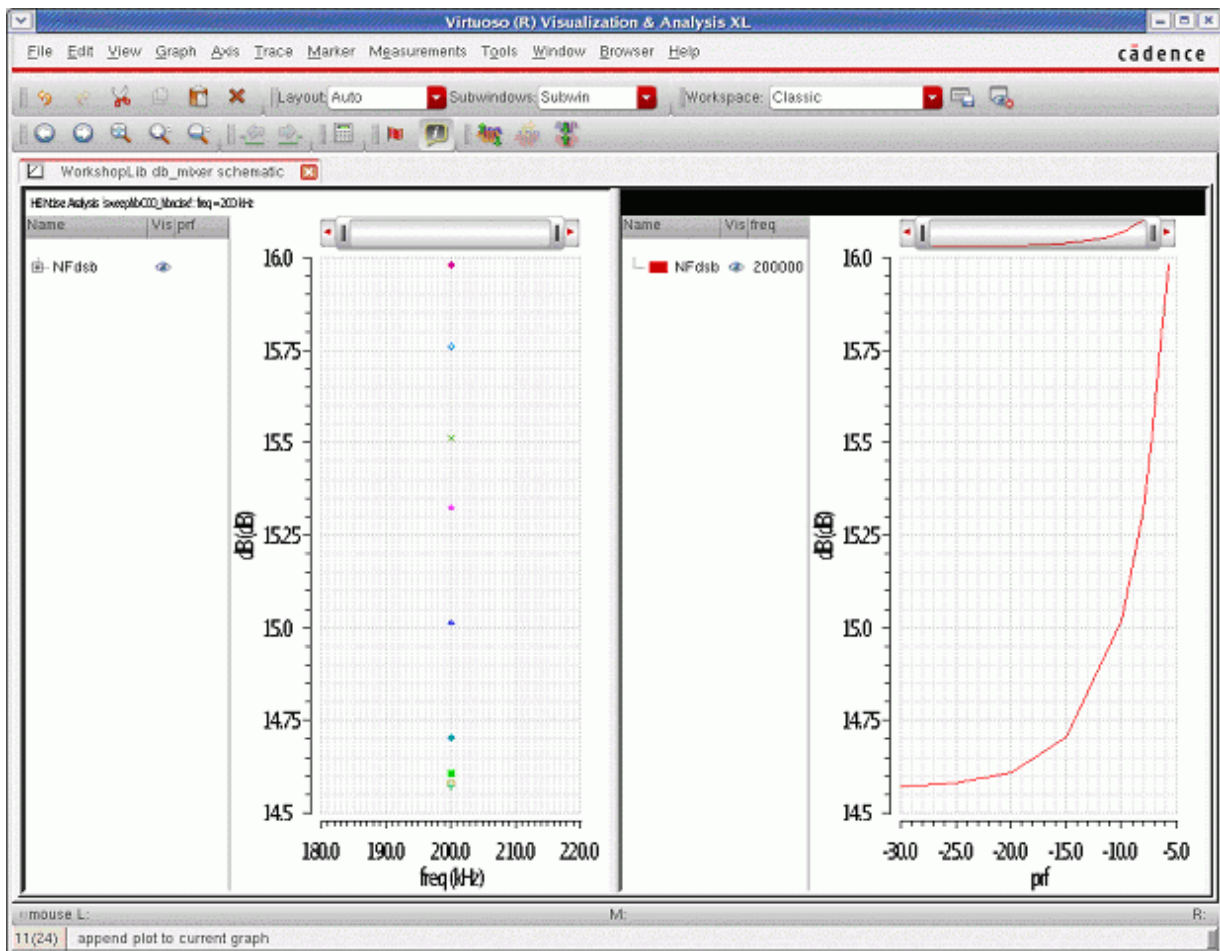 Virtuoso (R) Visualization & Analysis XL
File Edit View Graph Axis Trace Marker Measurements Tools Window Browser Help
cādence
Layout: Auto Subwindows: Subwin Workspace: Classic
WorkshopLib db_mixer schematic
freq = 200 kHz
Name Vis prf
NFdsb
16.0
15.75
15.5
15.25
15.0
14.75
14.5
dB (dB)
180.0 190.0 200.0 210.0 220.0
freq (kHz)
Name Vis freq
NFdsb 200000
16.0
15.75
15.5
15.25
15.0
14.75
14.5
dB (dB)
-30.0 -25.0 -20.0 -15.0 -10.0 -5.0
prf
mouse L: M: R:
11(24) append plot to current graph